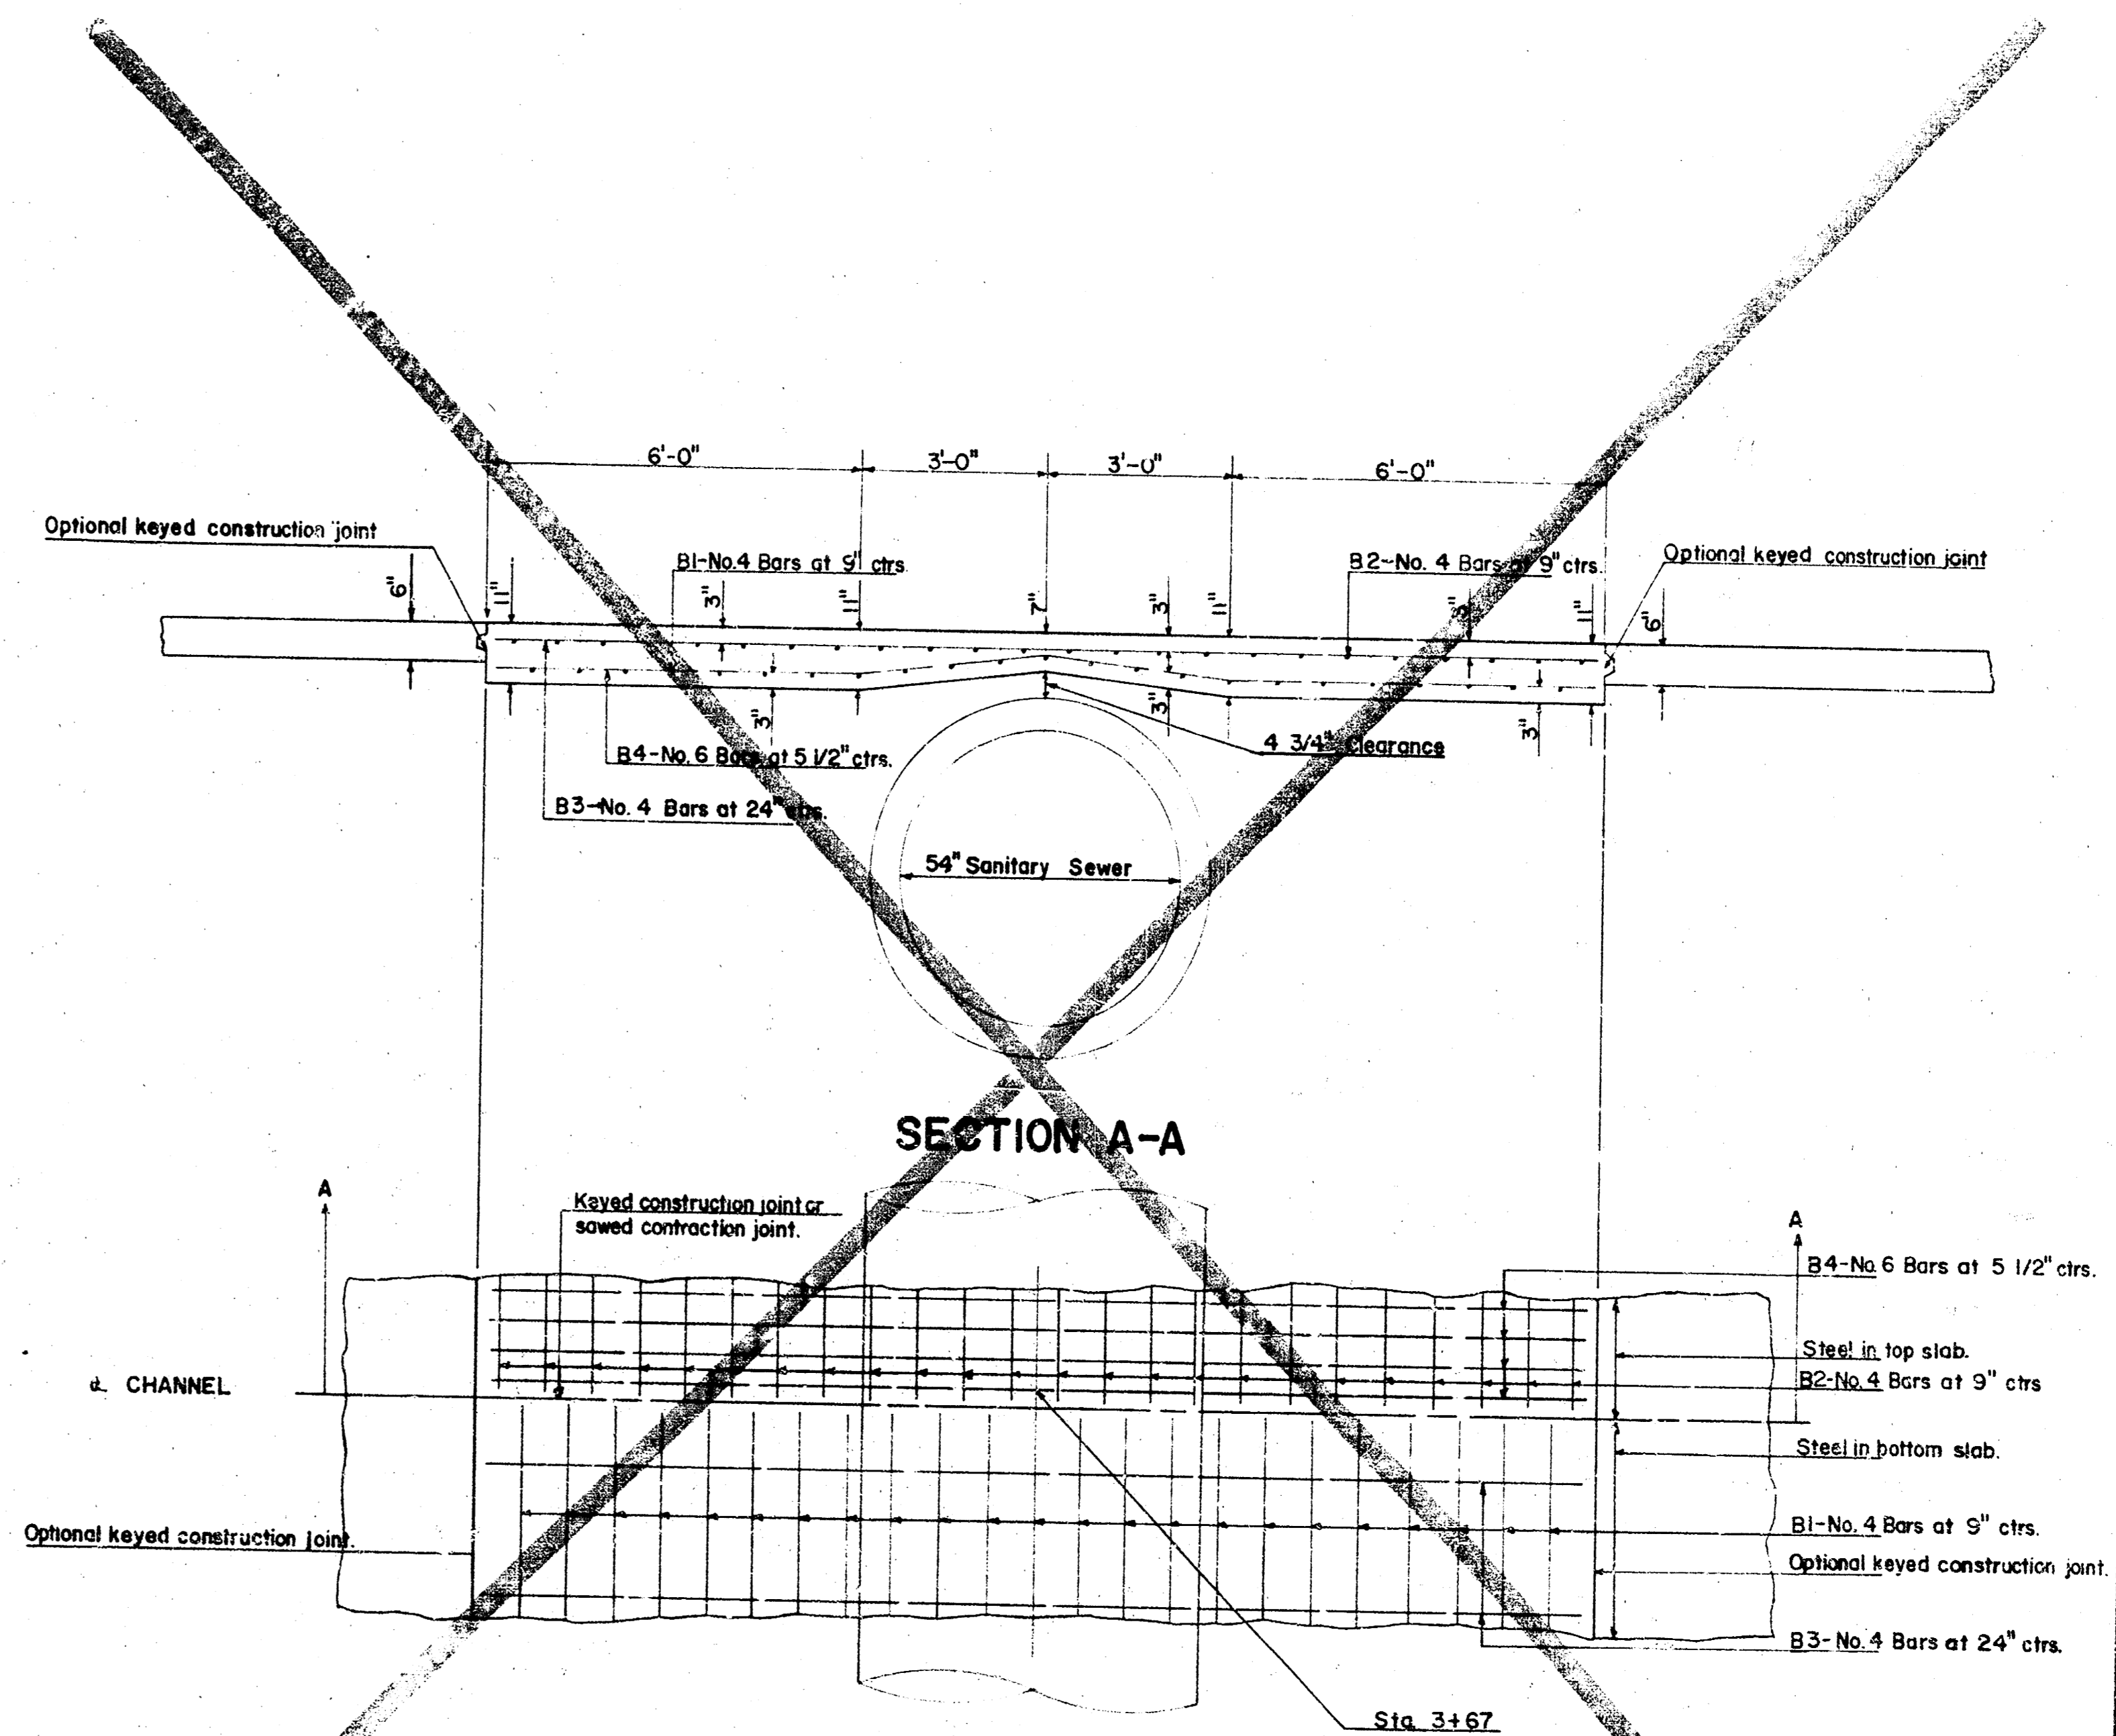 6'-0" 3'-0" 3'-0" 6'-0"
Optional keyed construction joint
B1-No.4 Bars at 9" ctrs.
B2-No. 4 Bars at 9" ctrs.
Optional keyed construction joint
6" 11" 3" 11" 7" 3" 11" 3" 11" 6"
3" 3" 3"
B4-No. 6 Bars at 5 1/2" ctrs.
4 3/4" Clearance
B3-No. 4 Bars at 24" ctrs.
54" Sanitary Sewer
SECTION A-A
A
Keyed construction joint or
sawed contraction joint.
A
B4-No. 6 Bars at 5 1/2" ctrs.
Steel in top slab.
℄ CHANNEL
B2-No. 4 Bars at 9" ctrs
Steel in bottom slab.
B1-No. 4 Bars at 9" ctrs.
Optional keyed construction joint.
Optional keyed construction joint.
B3-No. 4 Bars at 24" ctrs.
Sta. 3+67